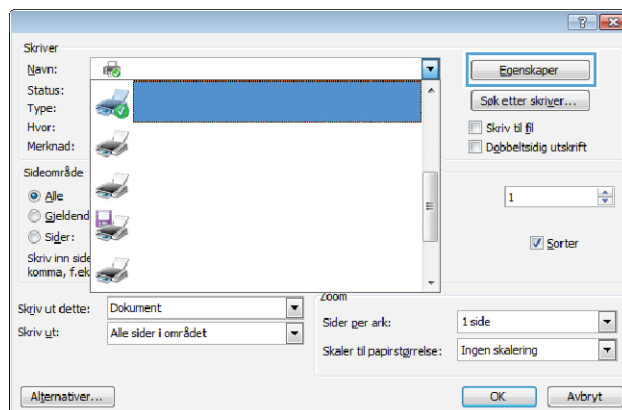 Skriver
Navn:
Egenskaper
Status:
Søk etter skriver...
Type:
Hvor:
Skriv til fil
Merknad:
Dobbeltsidig utskrift
Sideområde
Alle
1
Gjeldend
Sider:
Sorter
Skriv inn side
komma, f.ek
Zoom
Skriv ut dette: Dokument
Sider per ark: 1 side
Skriv ut: Alle sider i området
Skaler til papirstørrelse: Ingen skalering
Alternativer...
OK Avbryt